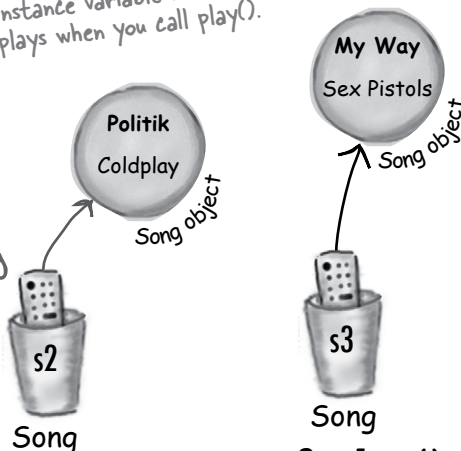 instance variable
plays when you call play().
Politik
Coldplay
Song object
s2
Song
My Way
Sex Pistols
Song object
s3
Song